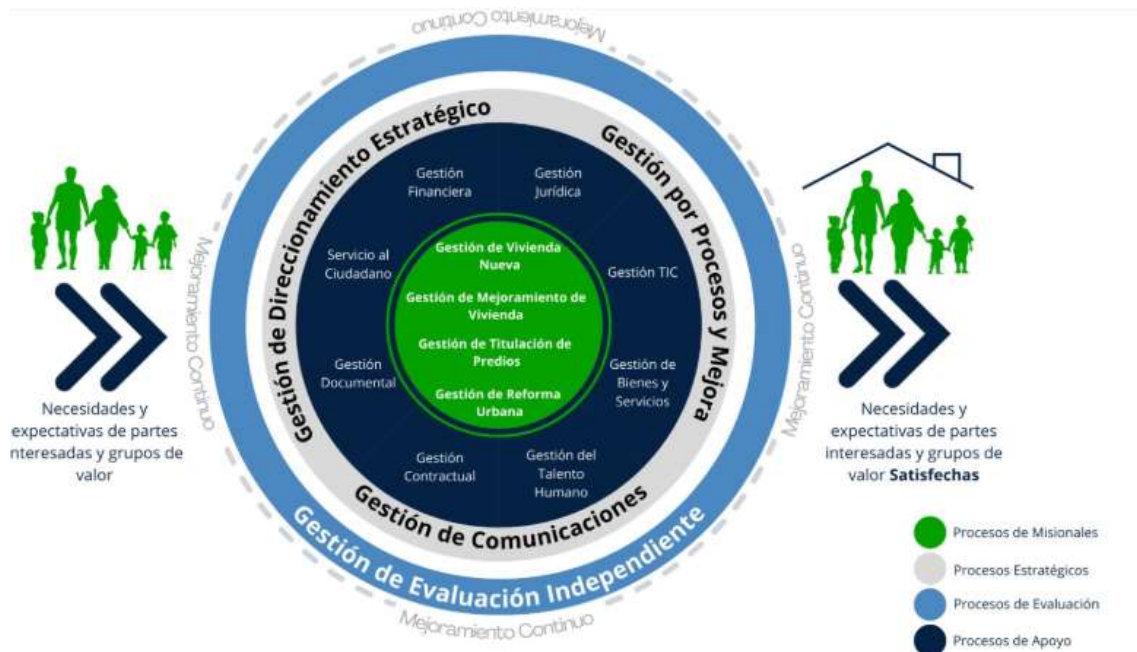 Mejoramiento Continuo
Mejoramiento Continuo
Mejoramiento Continuo
Mejoramiento Continuo
Necesidades y
expectativas de partes
nteresadas y grupos de
valor
Gestión de Direccionamiento Estratégico
Gestión por Procesos y Mejora
Gestión de Comunicaciones
Gestión de Evaluación Independiente
Gestión
Financiera
Gestión
Jurídica
Servicio al
Ciudadano
Gestión TIC
Gestión
Documental
Gestión de
Bienes y
Servicios
Gestión
Contractual
Gestión del
Talento
Humano
Gestión de Vivienda
Nueva
Gestión de Mejoramiento de
Vivienda
Gestión de Titulación de
Predios
Gestión de Reforma
Urbana
Necesidades y
expectativas de partes
interesadas y grupos de
valor Satisfechas
Procesos de Misionales
Procesos Estratégicos
Procesos de Evaluación
Procesos de Apoyo